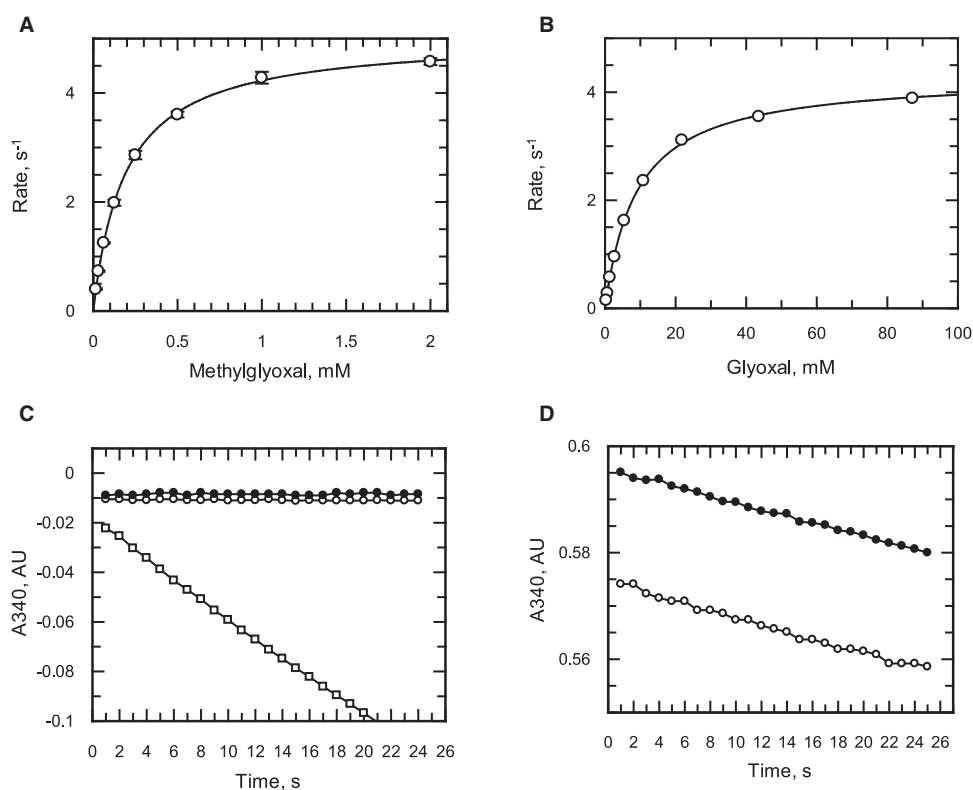 A
B
Rate, s-1
4
2
0
0 0.5 1 1.5 2
Methylglyoxal, mM
Rate, s-1
4
2
0
0 20 40 60 80 100
Glyoxal, mM
C
D
A340, AU
0
-0.02
-0.04
-0.06
-0.08
-0.1
0 2 4 6 8 10 12 14 16 18 20 22 24 26
Time, s
A340, AU
0.6
0.58
0.56
0 2 4 6 8 10 12 14 16 18 20 22 24 26
Time, s